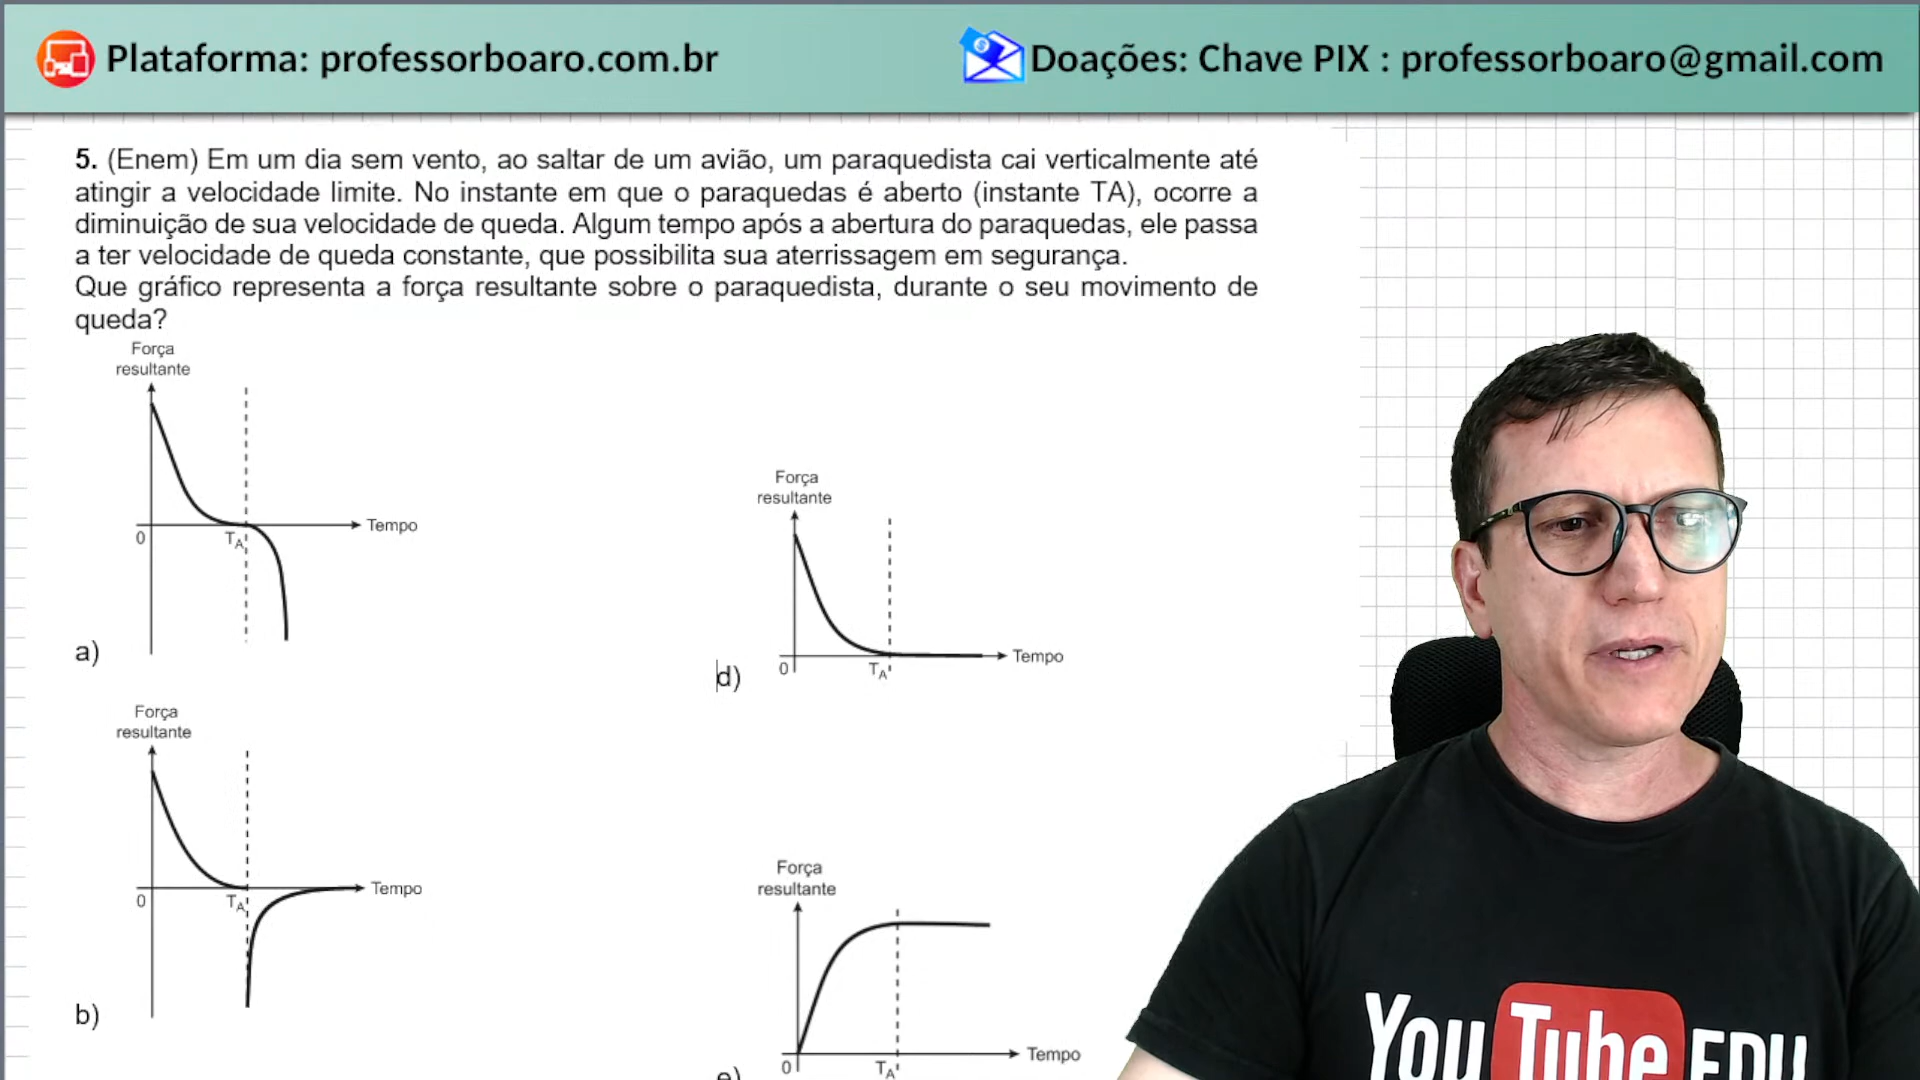 Plataforma: professorboaro.com.br
Doações: Chave PIX : professorboaro@gmail.com
5. (Enem) Em um dia sem vento, ao saltar de um avião, um paraquedista cai verticalmente até
atingir a velocidade limite. No instante em que o paraquedas é aberto (instante TA), ocorre a
diminuição de sua velocidade de queda. Algum tempo após a abertura do paraquedas, ele passa
a ter velocidade de queda constante, que possibilita sua aterrissagem em segurança.
Que gráfico representa a força resultante sobre o paraquedista, durante o seu movimento de
queda?
Força
resultante
Tempo
0
TA
a)
Força
resultante
Tempo
0
TA
b)
Força
resultante
Tempo
0
TA
d)
Força
resultante
Tempo
0
TA
e)
YouTube EDU